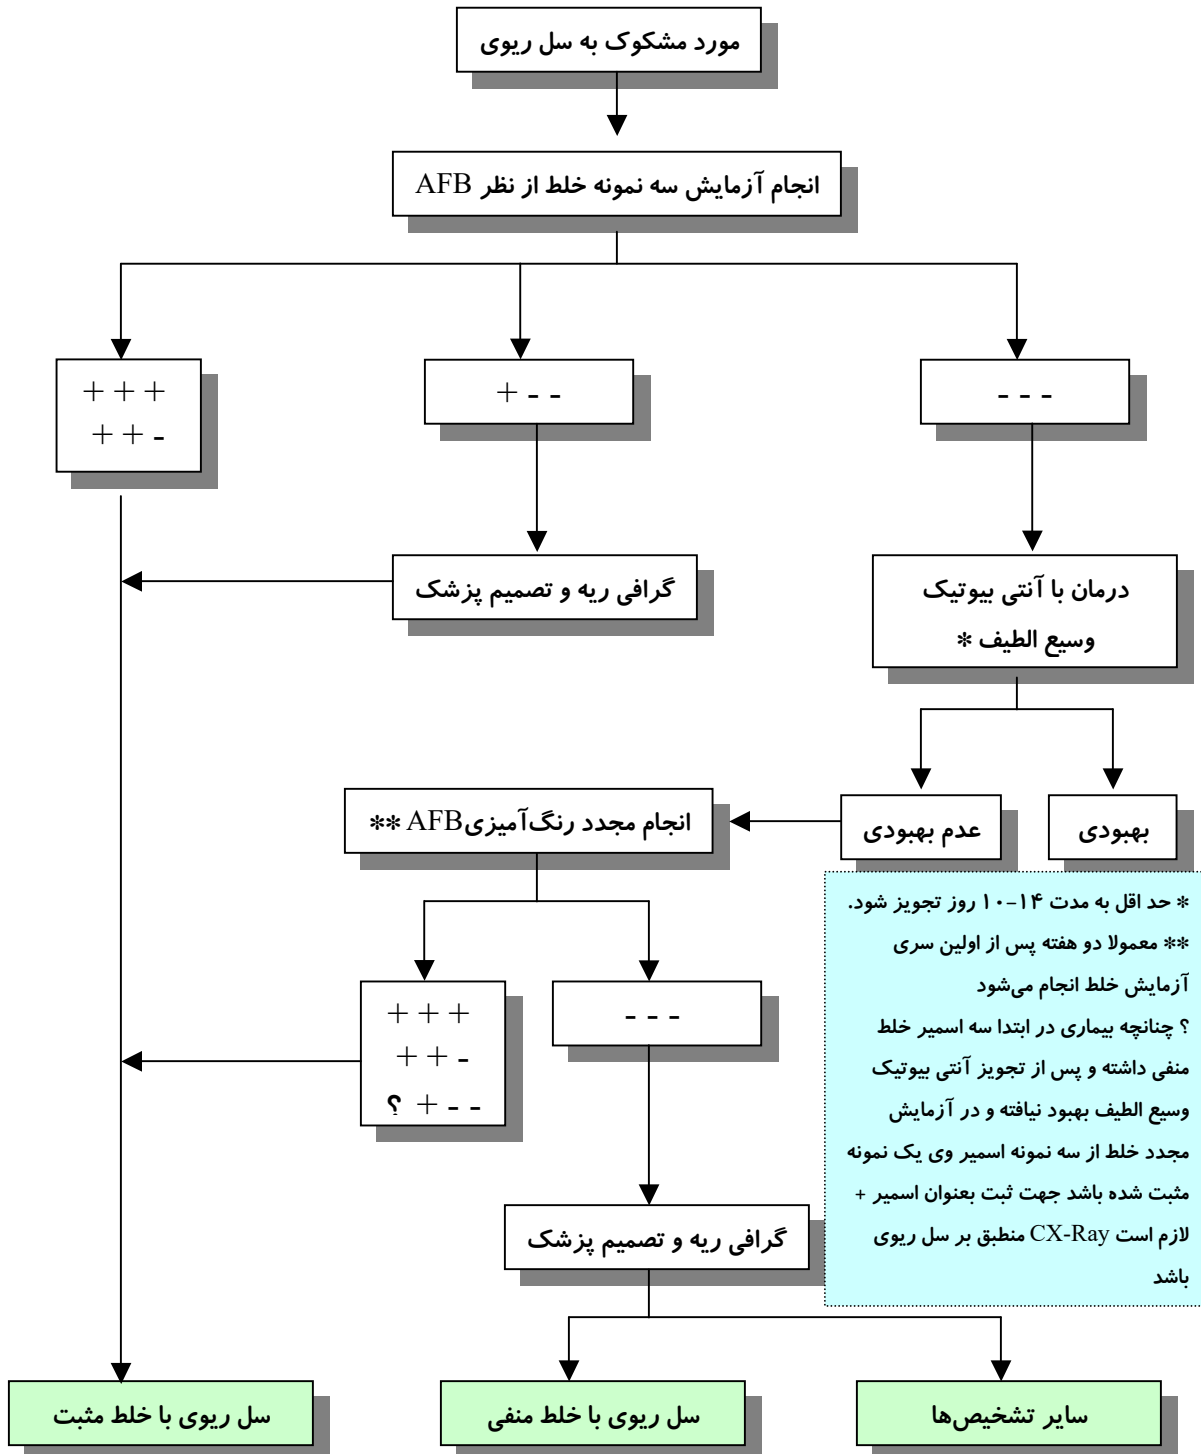 مورد مشکوک به سل ریوی
انجام آزمایش سه نمونه خلط از نظر AFB
+ + +
+ + -
+ - -
- - -
گرافی ریه و تصمیم پزشک
درمان با آنتی بیوتیک
وسیع الطیف *
انجام مجدد رنگ‌آمیزیAFB **
عدم بهبودی
بهبودی
* حد اقل به مدت ۱۴-۱۰ روز تجویز شود.
** معمولا دو هفته پس از اولین سری
آزمایش خلط انجام می‌شود
؟ چنانچه بیماری در ابتدا سه اسمیر خلط
منفی داشته و پس از تجویز آنتی بیوتیک
وسیع الطیف بهبود نیافته و در آزمایش
مجدد خلط از سه نمونه اسمیر وی یک نمونه
مثبت شده باشد جهت ثبت بعنوان اسمیر +
لازم است CX-Ray منطبق بر سل ریوی
باشد
+ + +
+ + -
؟ + - -
- - -
گرافی ریه و تصمیم پزشک
سل ریوی با خلط مثبت
سل ریوی با خلط منفی
سایر تشخیص‌ها